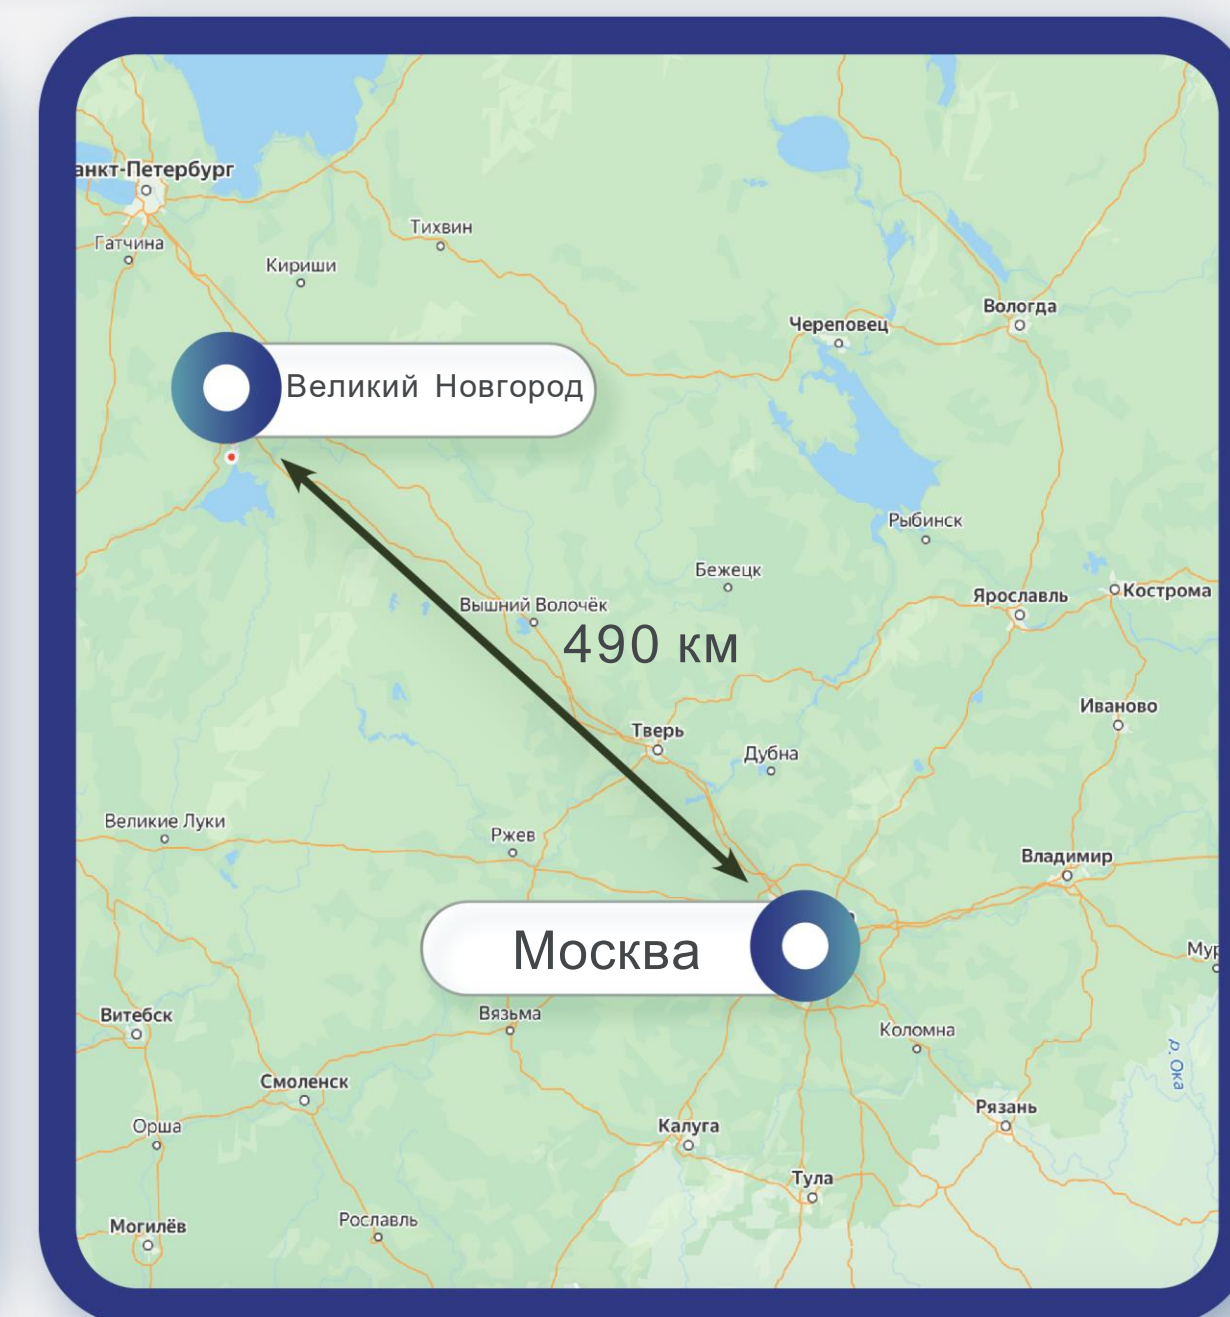 анкт-Петербург
Тихвин
Гатчина
Кириши
Вологда
Череповец
Великий Новгород
Рыбинск
Бежецк
Кострома
Ярославль
Вышний Волочёк
490 км
Иваново
Тверь
Дубна
Великие Луки
Ржев
Владимир
Москва
Мур
Вязьма
Витебск
Коломна
р. Ока
Смоленск
Рязань
Орша
Калуга
Тула
Рославль
Могилёв